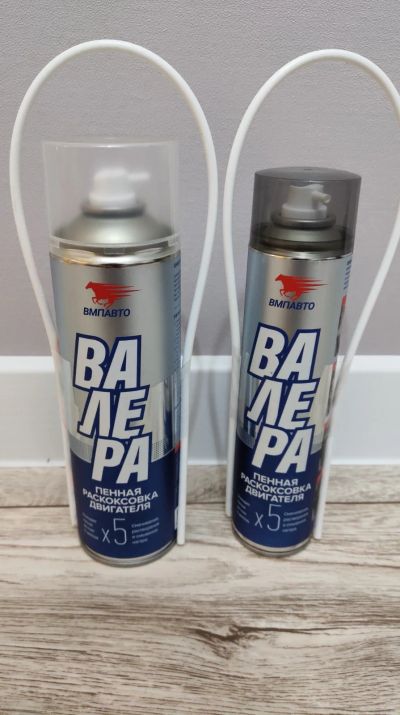 ВМПАВТО
ВА
ЛЕ
РА
ПЕННАЯ
РАСКОКСОВКА
ДВИГАТЕЛЯ
x5
ВМПАВТО
ВА
ЛЕ
РА
ПЕННАЯ
РАСКОКСОВКА
ДВИГАТЕЛЯ
x5